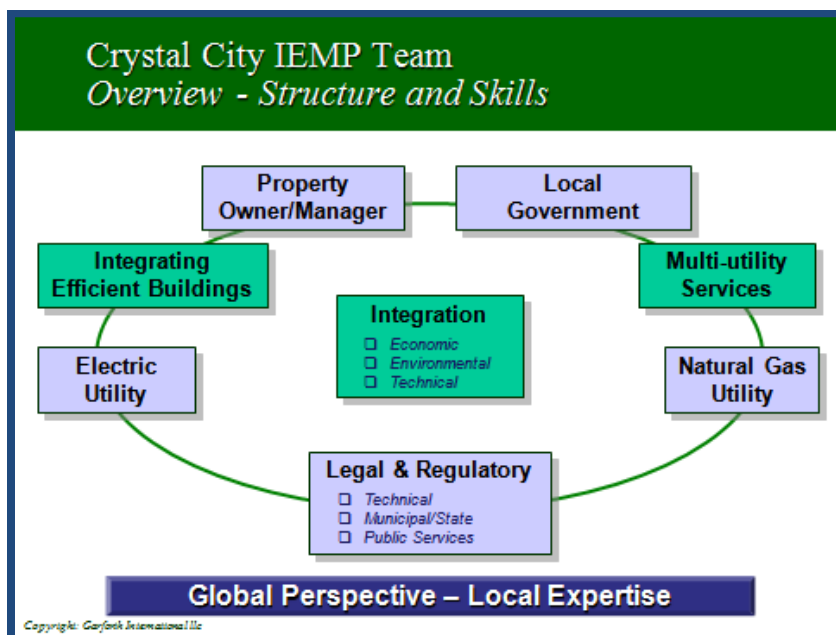 Crystal City IEMP Team
Overview - Structure and Skills
Property
Owner/Manager
Local
Government
Integrating
Efficient Buildings
Multi-utility
Services
Integration
Economic
Environmental
Technical
Electric
Utility
Natural Gas
Utility
Legal & Regulatory
Technical
Municipal/State
Public Services
Global Perspective – Local Expertise
Copyright: Garforth International llc